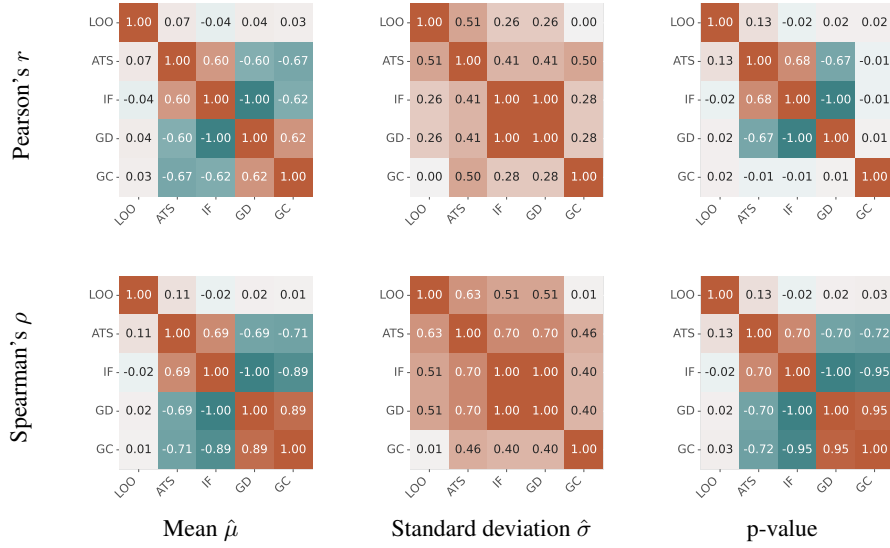 Pearson's r
LOO 1.00 0.07 -0.04 0.04 0.03
ATS 0.07 1.00 0.60 -0.60 -0.67
IF -0.04 0.60 1.00 -1.00 -0.62
GD 0.04 -0.60 -1.00 1.00 0.62
GC 0.03 -0.67 -0.62 0.62 1.00
LOO ATS IF GD GC
LOO 1.00 0.51 0.26 0.26 0.00
ATS 0.51 1.00 0.41 0.41 0.50
IF 0.26 0.41 1.00 1.00 0.28
GD 0.26 0.41 1.00 1.00 0.28
GC 0.00 0.50 0.28 0.28 1.00
LOO ATS IF GD GC
LOO 1.00 0.13 -0.02 0.02 0.02
ATS 0.13 1.00 0.68 -0.67 -0.01
IF -0.02 0.68 1.00 -1.00 -0.01
GD 0.02 -0.67 -1.00 1.00 0.01
GC 0.02 -0.01 -0.01 0.01 1.00
LOO ATS IF GD GC
Spearman's ρ
LOO 1.00 0.11 -0.02 0.02 0.01
ATS 0.11 1.00 0.69 -0.69 -0.71
IF -0.02 0.69 1.00 -1.00 -0.89
GD 0.02 -0.69 -1.00 1.00 0.89
GC 0.01 -0.71 -0.89 0.89 1.00
LOO ATS IF GD GC
LOO 1.00 0.63 0.51 0.51 0.01
ATS 0.63 1.00 0.70 0.70 0.46
IF 0.51 0.70 1.00 1.00 0.40
GD 0.51 0.70 1.00 1.00 0.40
GC 0.01 0.46 0.40 0.40 1.00
LOO ATS IF GD GC
LOO 1.00 0.13 -0.02 0.02 0.03
ATS 0.13 1.00 0.70 -0.70 -0.72
IF -0.02 0.70 1.00 -1.00 -0.95
GD 0.02 -0.70 -1.00 1.00 0.95
GC 0.03 -0.72 -0.95 0.95 1.00
LOO ATS IF GD GC
Mean μ̂
Standard deviation σ̂
p-value